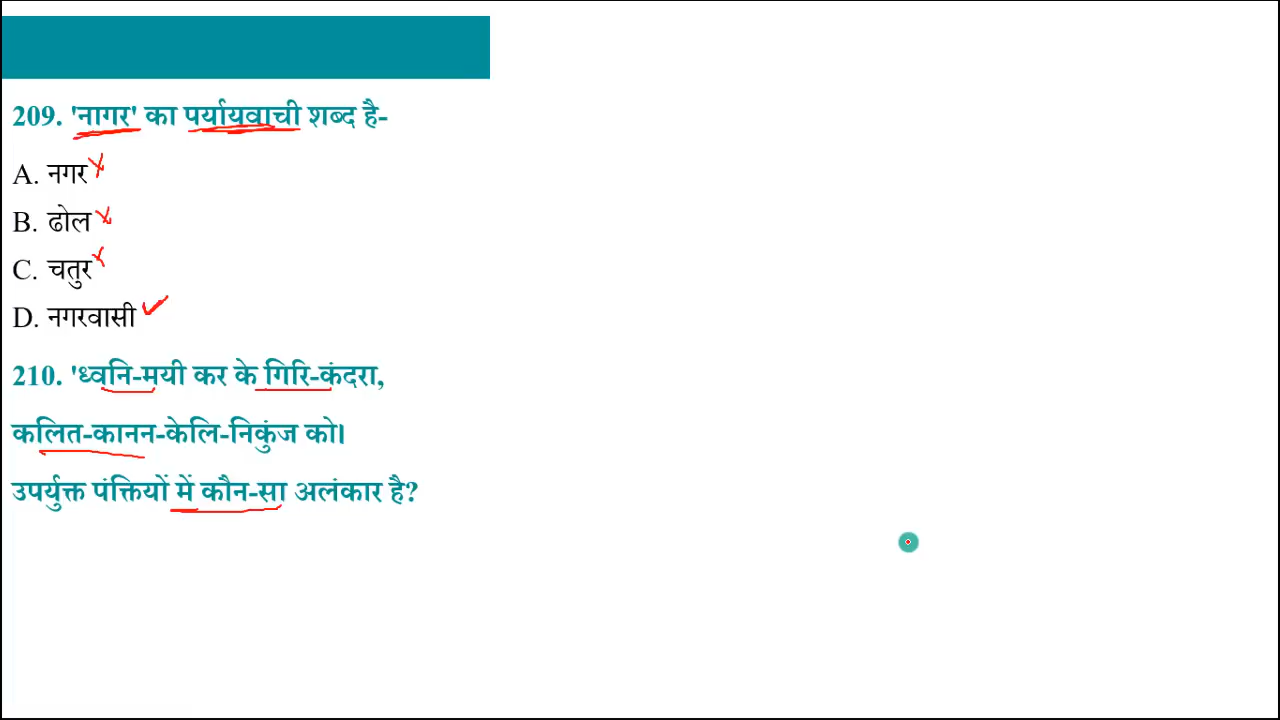 209. 'नागर' का पर्यायवाची शब्द है-
A. नगर
B. ढोल
C. चतुर
D. नगरवासी
210. 'ध्वनि-मयी कर के गिरि-कंदरा,
कलित-कानन-केलि-निकुंज को।
उपर्युक्त पंक्तियों में कौन-सा अलंकार है?